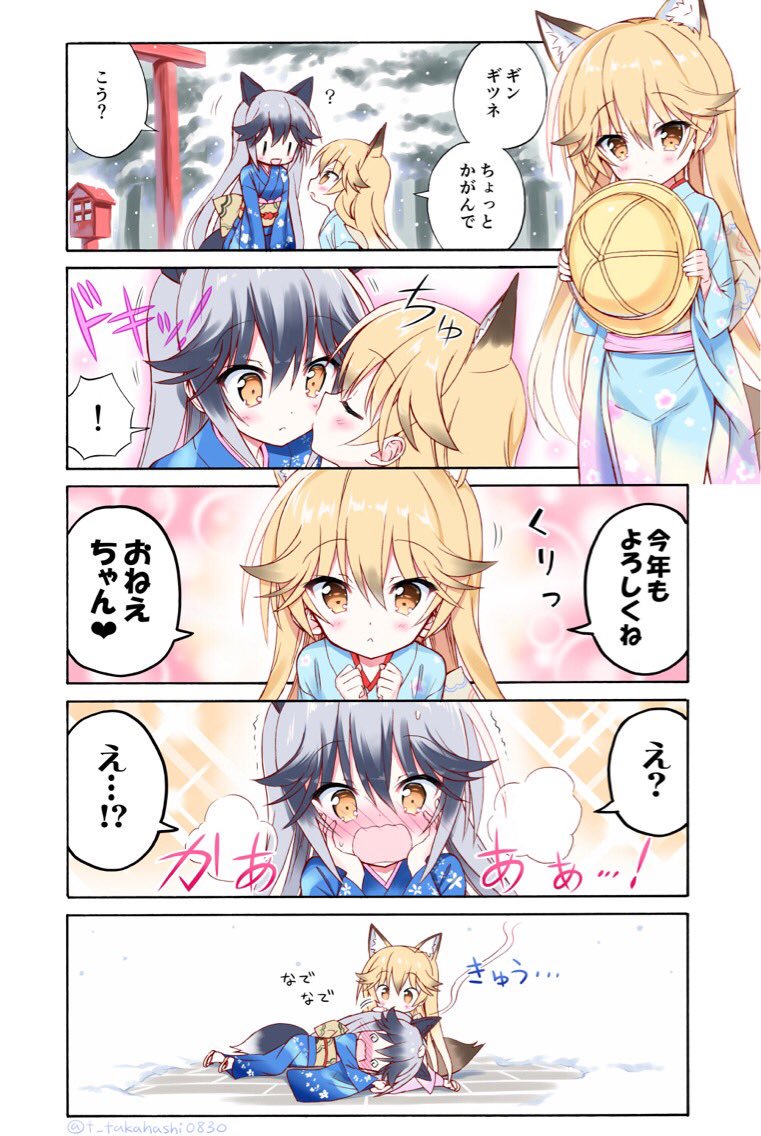 ギン
ギツネ
ちょっと
かがんで
?
こう?
ちゅ
ドキッ!
!
今年も
よろしくね
くりっ
おねえ
ちゃん♥
え?
え…!?
かあ
あぁ…!
なで
なで
きゅう…
@t_takahashi0830